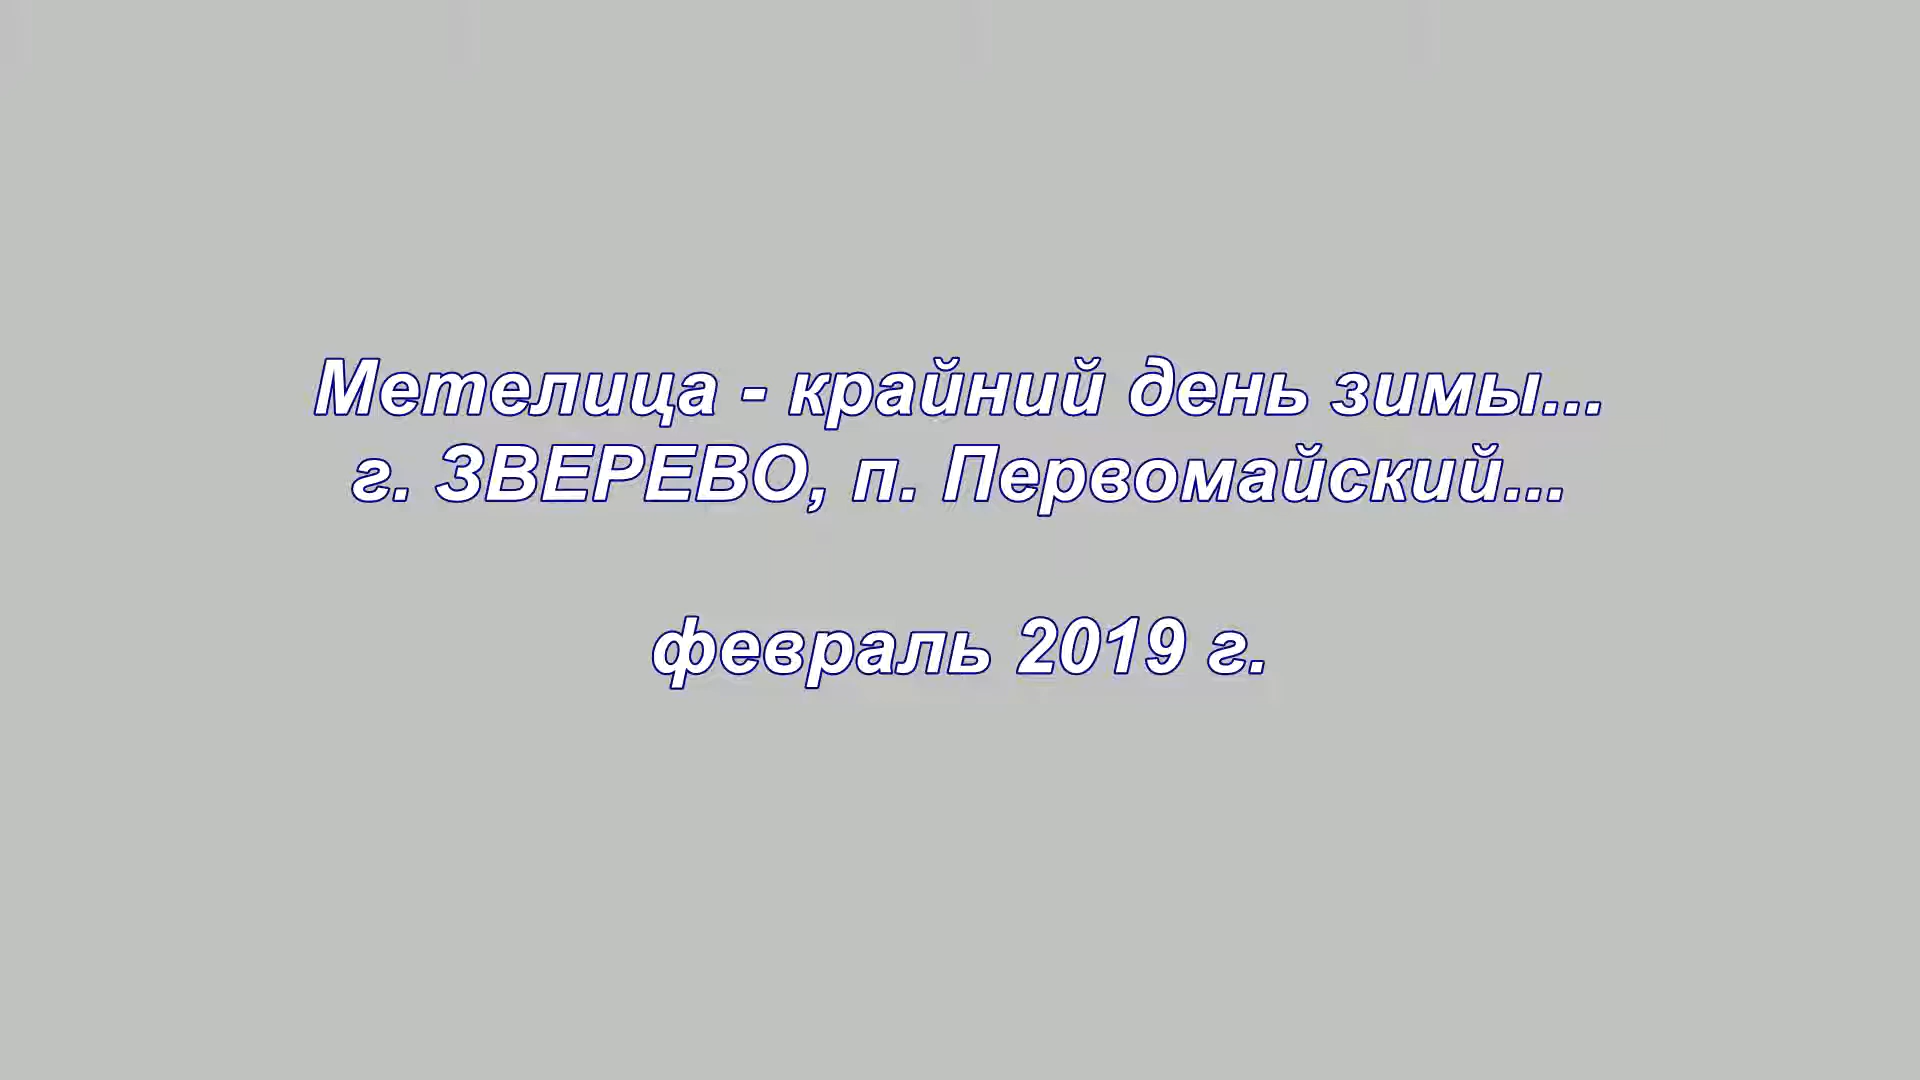 Метелица - крайний день зимы...
г. ЗВЕРЕВО, п. Первомайский...
февраль 2019 г.